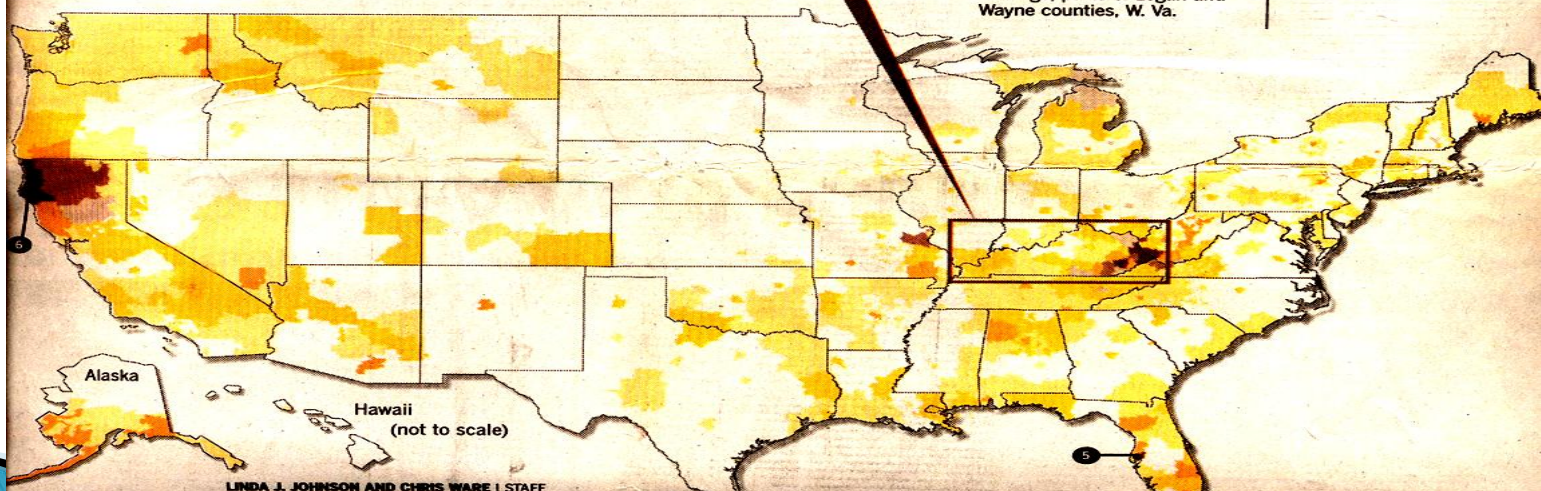 Wayne counties, W. Va.
6
Alaska
Hawaii
(not to scale)
5
LINDA J. JOHNSON AND CHRIS WARE | STAFF